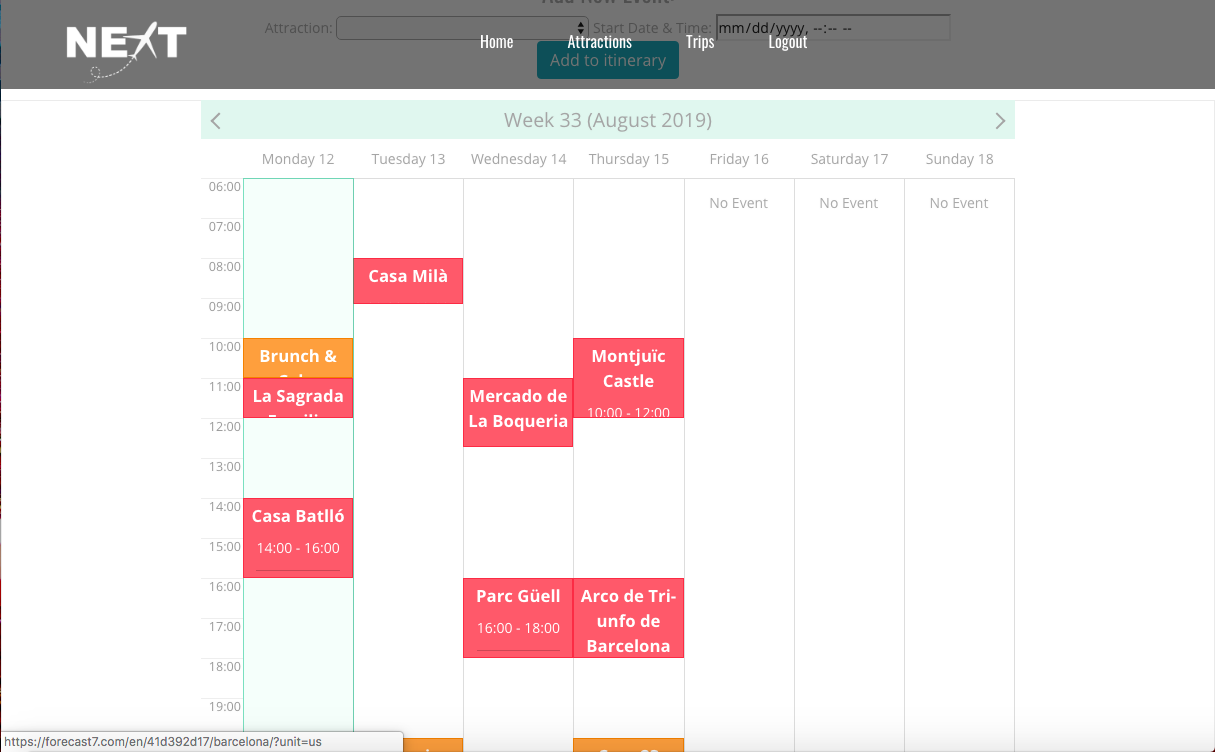 Add New Event:
Attraction:
Start Date & Time: mm/dd/yyyy, --:-- --
NEXT
Home
Attractions
Trips
Logout
Add to itinerary
Week 33 (August 2019)
Monday 12
Tuesday 13
Wednesday 14
Thursday 15
Friday 16
Saturday 17
Sunday 18
06:00
No Event
No Event
No Event
07:00
08:00
Casa Milà
09:00
10:00
Brunch &
Montjuïc
Castle
10:00 - 12:00
11:00
La Sagrada
Mercado de
La Boqueria
12:00
13:00
14:00
Casa Batlló
14:00 - 16:00
15:00
16:00
Parc Güell
16:00 - 18:00
Arco de Tri-
unfo de
Barcelona
17:00
18:00
19:00
https://forecast7.com/en/41d392d17/barcelona/?unit=us